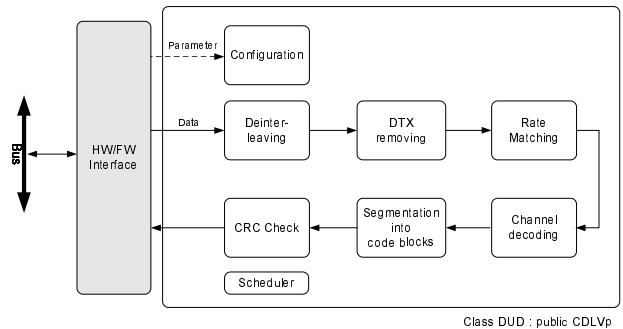 Parameter
Configuration
Bus
HW/FW
Interface
Data
Deinter-
leaving
DTX
removing
Rate
Matching
CRC Check
Segmentation
into
code blocks
Channel
decoding
Scheduler
Class DUD : public CDLVp